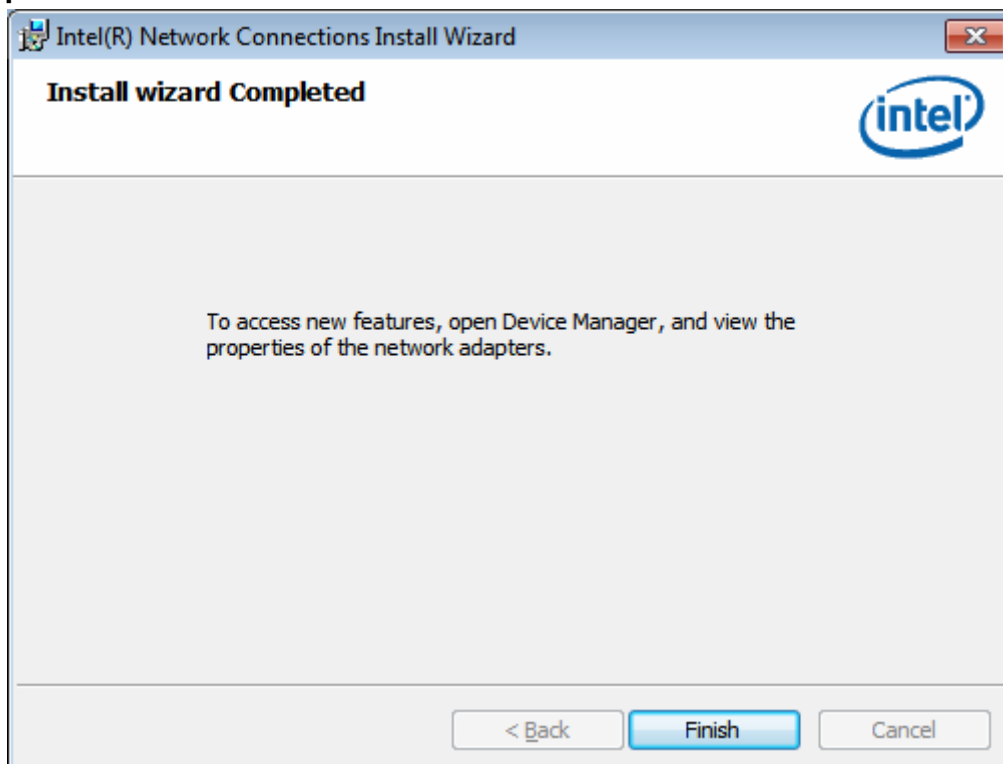 Intel(R) Network Connections Install Wizard
Install wizard Completed
intel
To access new features, open Device Manager, and view the
properties of the network adapters.
< Back
Finish
Cancel